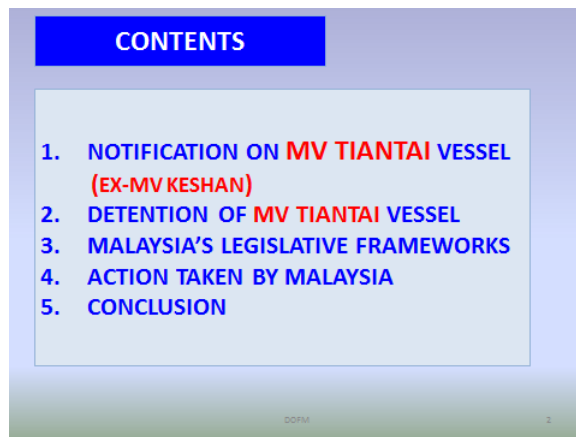 CONTENTS
1. NOTIFICATION ON MV TIANTAI VESSEL
(EX-MV KESHAN)
2. DETENTION OF MV TIANTAI VESSEL
3. MALAYSIA'S LEGISLATIVE FRAMEWORKS
4. ACTION TAKEN BY MALAYSIA
5. CONCLUSION
DOFM